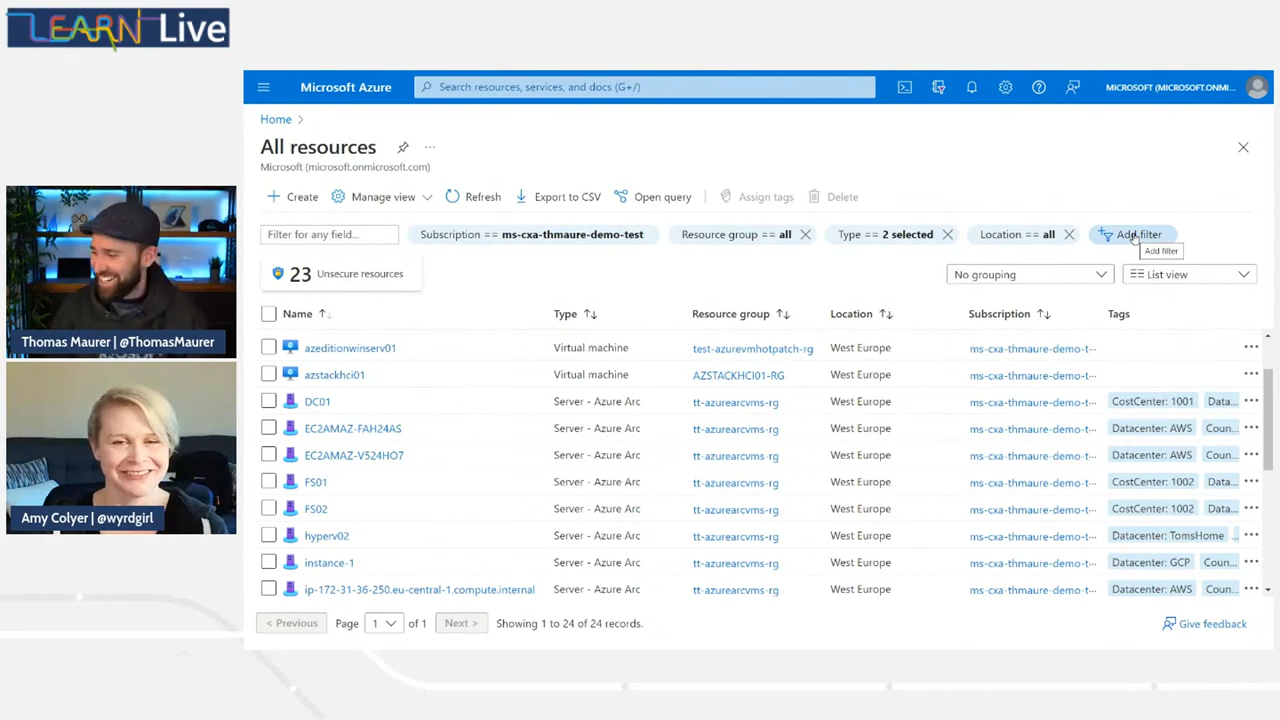 LEARN Live
Microsoft Azure
Search resources, services, and docs (G+/)
MICROSOFT (MICROSOFT.ONMI...
Home >
All resources
...
Microsoft (microsoft.onmicrosoft.com)
Create
Manage view
Refresh
Export to CSV
Open query
Assign tags
Delete
Filter for any field...
Subscription == ms-cxa-thmaure-demo-test
Resource group == all
Type == 2 selected
Location == all
Add filter
Add filter
23 Unsecure resources
No grouping
List view
Name Type Resource group Location Subscription Tags
azeditionwinserv01 Virtual machine test-azurevmhotpatch-rg West Europe ms-cxa-thmaure-demo-t...
azstackhci01 Virtual machine AZSTACKHCI01-RG West Europe ms-cxa-thmaure-demo-t...
DC01 Server - Azure Arc tt-azurearcvms-rg West Europe ms-cxa-thmaure-demo-t... CostCenter: 1001 Data...
EC2AMAZ-FAH24AS Server - Azure Arc tt-azurearcvms-rg West Europe ms-cxa-thmaure-demo-t... Datacenter: AWS Coun...
EC2AMAZ-V524HO7 Server - Azure Arc tt-azurearcvms-rg West Europe ms-cxa-thmaure-demo-t... Datacenter: AWS Coun...
FS01 Server - Azure Arc tt-azurearcvms-rg West Europe ms-cxa-thmaure-demo-t... CostCenter: 1002 Data...
FS02 Server - Azure Arc tt-azurearcvms-rg West Europe ms-cxa-thmaure-demo-t... CostCenter: 1002 Data...
hyperv02 Server - Azure Arc tt-azurearcvms-rg West Europe ms-cxa-thmaure-demo-t... Datacenter: TomsHome ...
instance-1 Server - Azure Arc tt-azurearcvms-rg West Europe ms-cxa-thmaure-demo-t... Datacenter: GCP Coun...
ip-172-31-36-250.eu-central-1.compute.internal Server - Azure Arc tt-azurearcvms-rg West Europe ms-cxa-thmaure-demo-t... Datacenter: AWS Coun...
< Previous Page 1 of 1 Next > Showing 1 to 24 of 24 records.
Give feedback
Thomas Maurer | @ThomasMaurer
Amy Colyer | @wyrdgirl